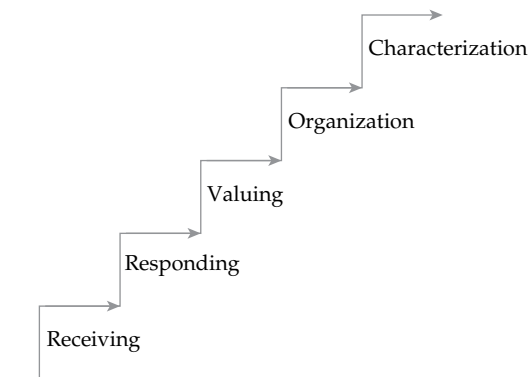 Characterization
Organization
Valuing
Responding
Receiving